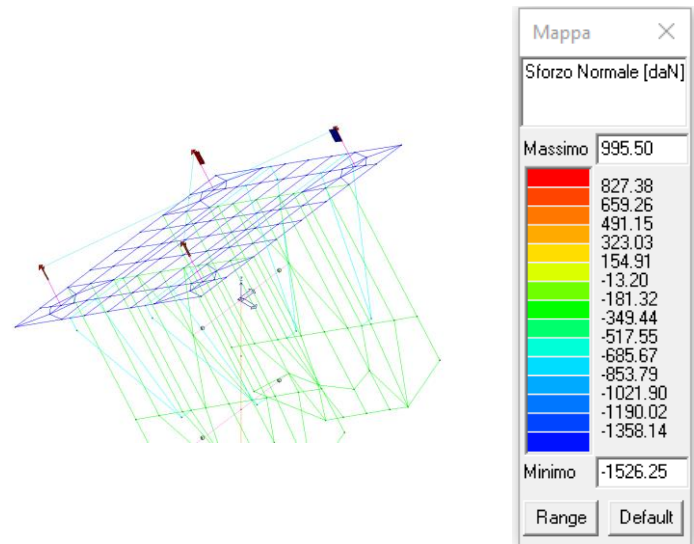 Mappa
Sforzo Normale [daN]
Massimo 995.50
827.38
659.26
491.15
323.03
154.91
-13.20
-181.32
-349.44
-517.55
-685.67
-853.79
-1021.90
-1190.02
-1358.14
Minimo -1526.25
Range Default